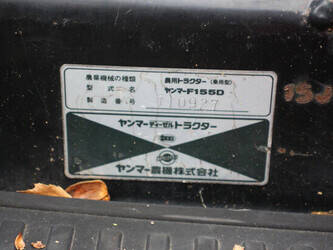 農業機械の種類 農用トラクター (乗用型)
型式名 ヤンマーF155D
製造番号 10927
ヤンマーディーゼルトラクター
ヤンマー農機株式会社